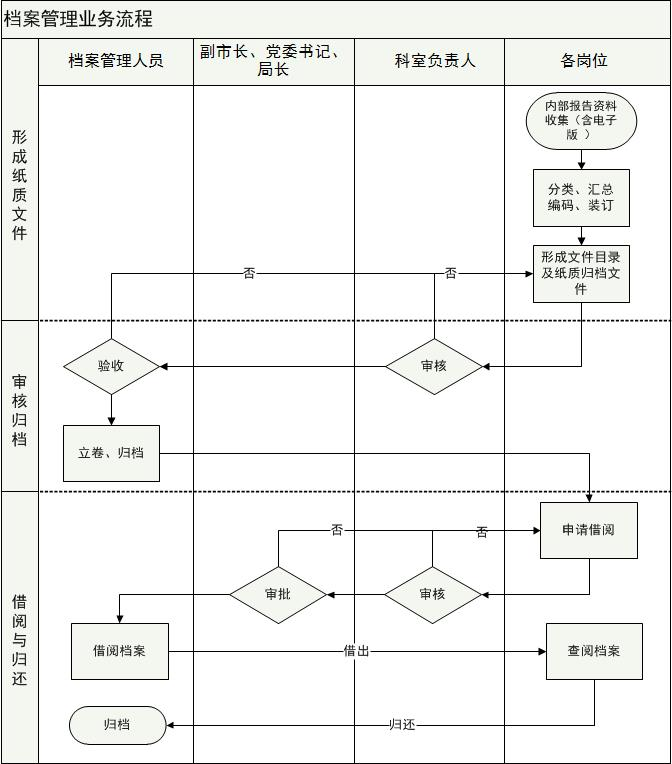 档案管理业务流程
档案管理人员
副市长、党委书记、
局长
科室负责人
各岗位
形成纸质文件
内部报告资料
收集（含电子
版 ）
分类、汇总
编码、装订
形成文件目录
及纸质归档文
件
否
否
审核归档
验收
审核
立卷、归档
借阅与归还
申请借阅
否
否
审批
审核
借阅档案
借出
查阅档案
归档
归还